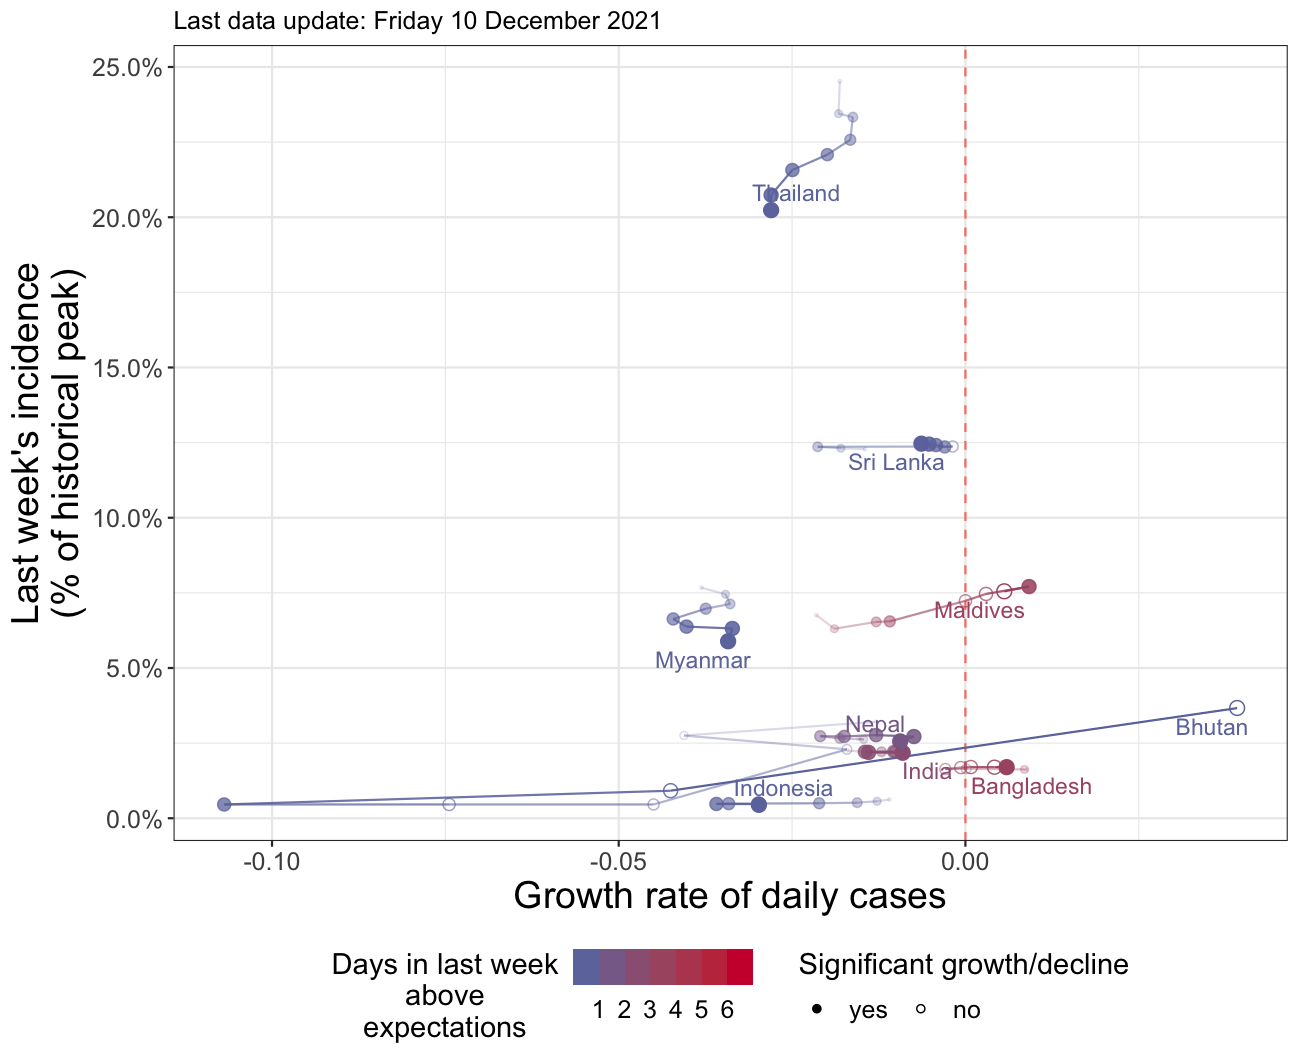 Last data update: Friday 10 December 2021
25.0%
20.0%
15.0%
10.0%
5.0%
0.0%
Last week's incidence
(% of historical peak)
Thailand
Sri Lanka
Maldives
Myanmar
Nepal
Bhutan
India
Bangladesh
Indonesia
-0.10
-0.05
0.00
Growth rate of daily cases
Days in last week
above
expectations
1 2 3 4 5 6
Significant growth/decline
yes no